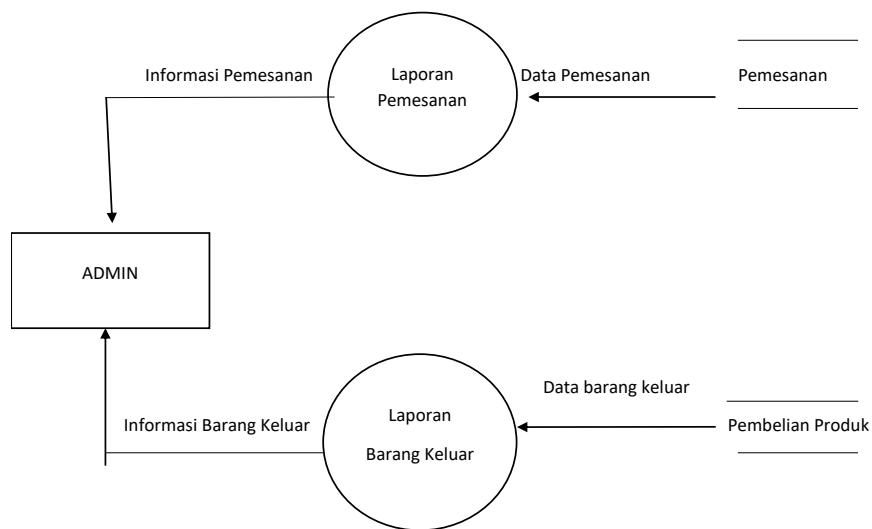 Informasi Pemesanan
Laporan
Pemesanan
Data Pemesanan
Pemesanan
ADMIN
Data barang keluar
Informasi Barang Keluar
Laporan
Barang Keluar
Pembelian Produk